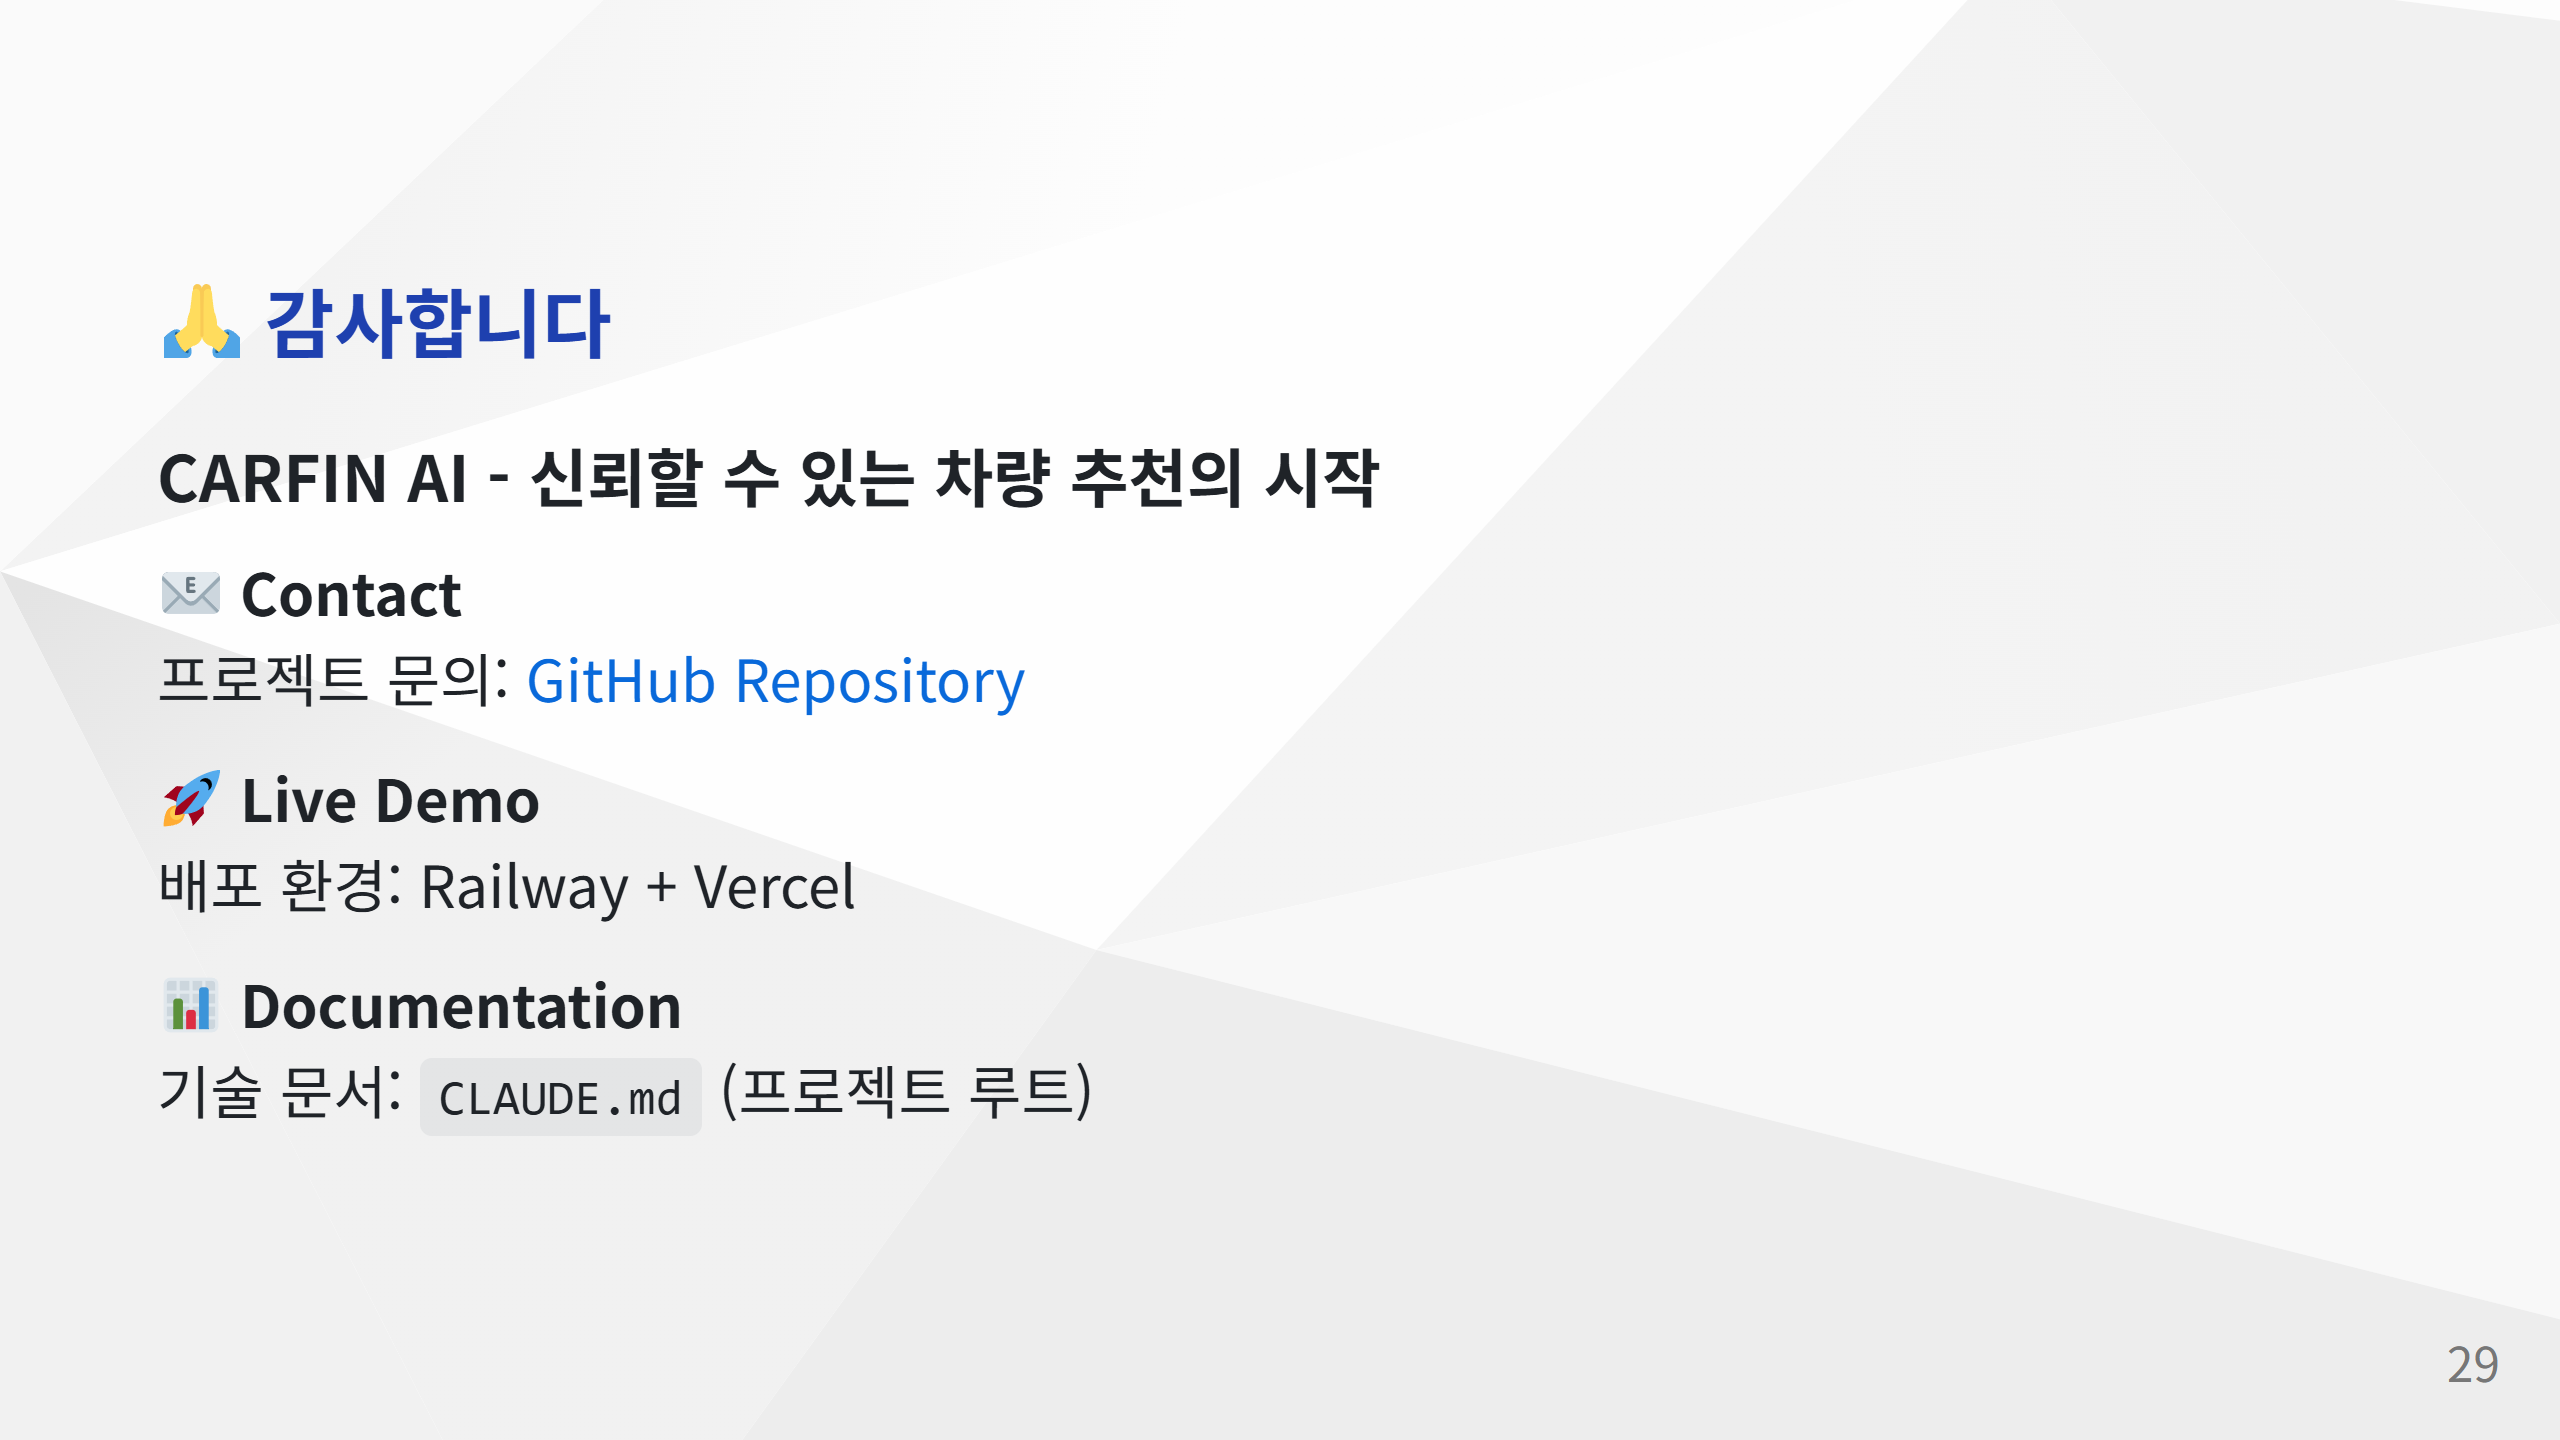 🙏 감사합니다
CARFIN AI - 신뢰할 수 있는 차량 추천의 시작
📧 Contact
프로젝트 문의: GitHub Repository
🚀 Live Demo
배포 환경: Railway + Vercel
📊 Documentation
기술 문서: CLAUDE.md (프로젝트 루트)
29